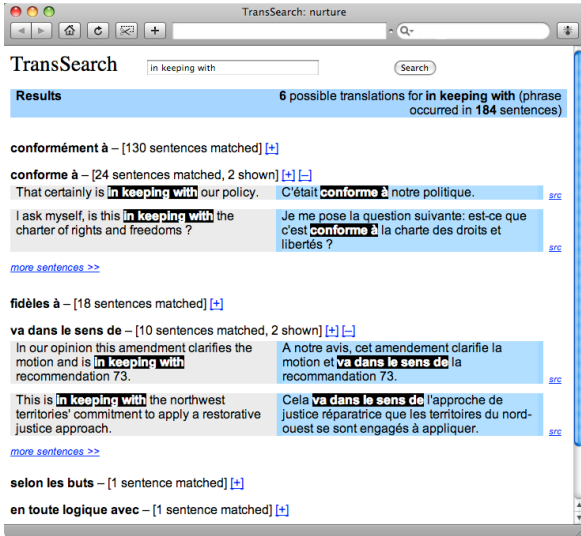 TransSearch: nurture
TransSearch
in keeping with
Search
Results
6 possible translations for in keeping with (phrase
occurred in 184 sentences)
conformément à – [130 sentences matched] [+]
conforme à – [24 sentences matched, 2 shown] [+] [–]
That certainly is in keeping with our policy.
C'était conforme à notre politique.
src
I ask myself, is this in keeping with the
charter of rights and freedoms ?
Je me pose la question suivante: est-ce que
c'est conforme à la charte des droits et
libertés ?
src
more sentences >>
fidèles à – [18 sentences matched] [+]
va dans le sens de – [10 sentences matched, 2 shown] [+] [–]
In our opinion this amendment clarifies the
motion and is in keeping with
recommendation 73.
A notre avis, cet amendement clarifie la
motion et va dans le sens de la
recommandation 73.
src
This is in keeping with the northwest
territories' commitment to apply a restorative
justice approach.
Cela va dans le sens de l'approche de
justice réparatrice que les territoires du nord-
ouest se sont engagés à appliquer.
src
more sentences >>
selon les buts – [1 sentence matched] [+]
en toute logique avec – [1 sentence matched] [+]